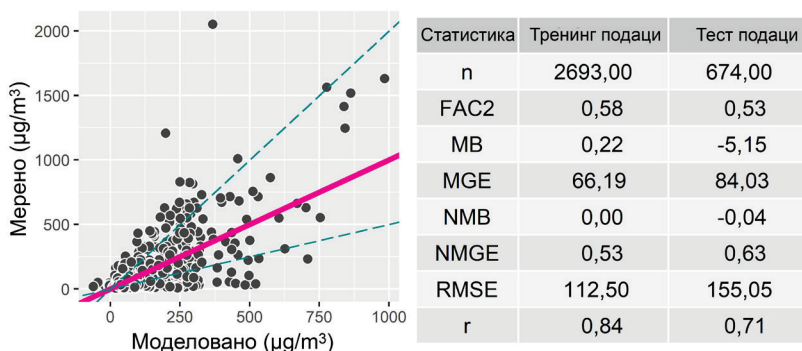 2000
1500
1000
500
0
Мерено (µg/m³)
0 250 500 750 1000
Моделовано (µg/m³)
Статистика Тренинг подаци Тест подаци
n 2693,00 674,00
FAC2 0,58 0,53
MB 0,22 -5,15
MGE 66,19 84,03
NMB 0,00 -0,04
NMGE 0,53 0,63
RMSE 112,50 155,05
r 0,84 0,71